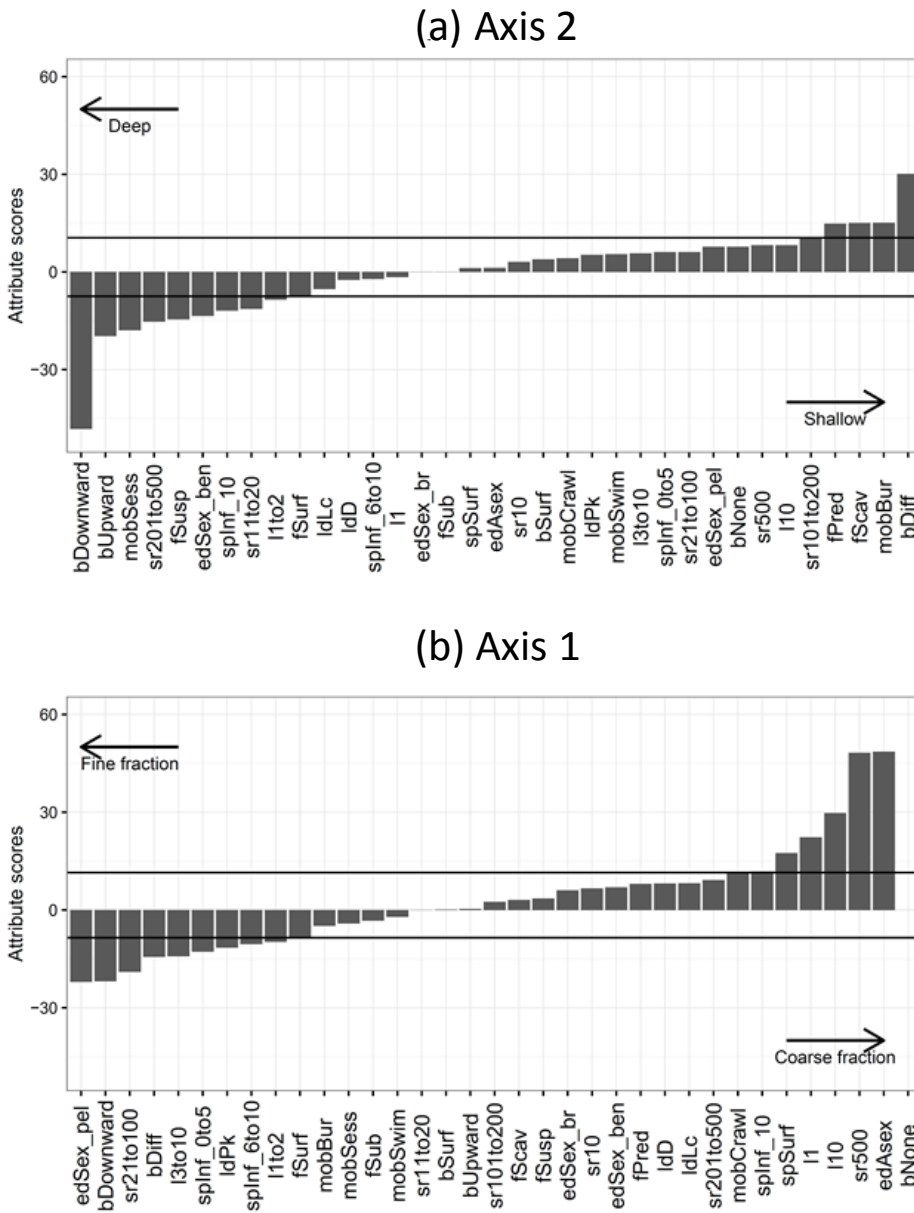 (a) Axis 2
60
30
0
−30
Attribute scores
Deep
Shallow
bDownward
bUpward
mobSess
sr201to500
fSusp
edSex_ben
spInf_10
sr11to20
l1to2
fSurf
ldLc
ldD
spInf_6to10
l1
edSex_br
fSub
spSurf
edAsex
sr10
bSurf
mobCrawl
ldPk
mobSwim
l3to10
spInf_0to5
sr21to100
edSex_pel
bNone
sr500
l10
sr101to200
fPred
fScav
mobBur
bDiff
(b) Axis 1
60
30
0
−30
Attribute scores
Fine fraction
Coarse fraction
edSex_pel
bDownward
sr21to100
bDiff
l3to10
spInf_0to5
ldPk
spInf_6to10
l1to2
fSurf
mobBur
mobSess
fSub
mobSwim
sr11to20
bSurf
bUpward
sr101to200
fScav
fSusp
edSex_br
sr10
edSex_ben
fPred
ldD
ldLc
sr201to500
mobCrawl
spInf_10
spSurf
l1
l10
sr500
edAsex
bNone